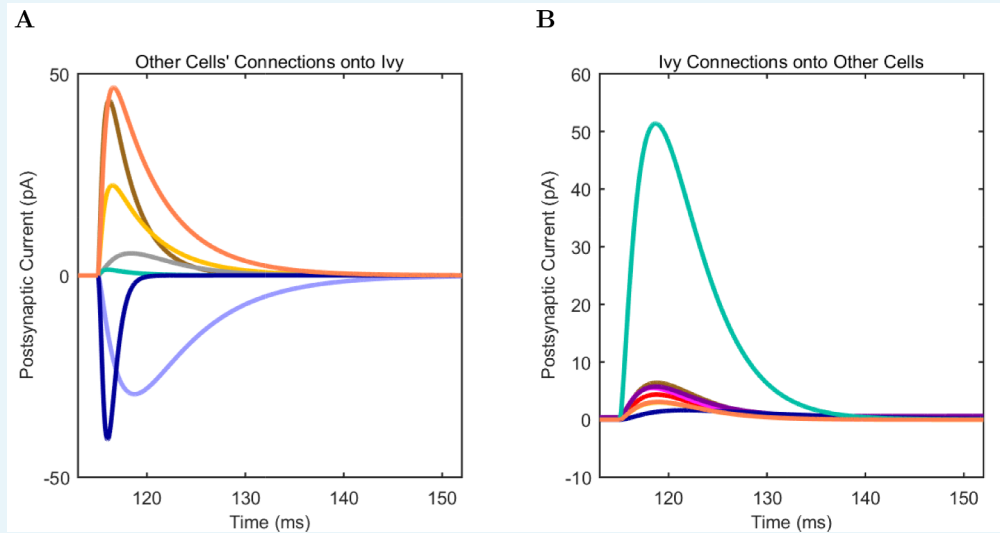 A
B
Other Cells' Connections onto Ivy
50
0
-50
120
130
140
150
Postsynaptic Current (pA)
Time (ms)
Ivy Connections onto Other Cells
60
50
40
30
20
10
0
-10
120
130
140
150
Postsynaptic Current (pA)
Time (ms)